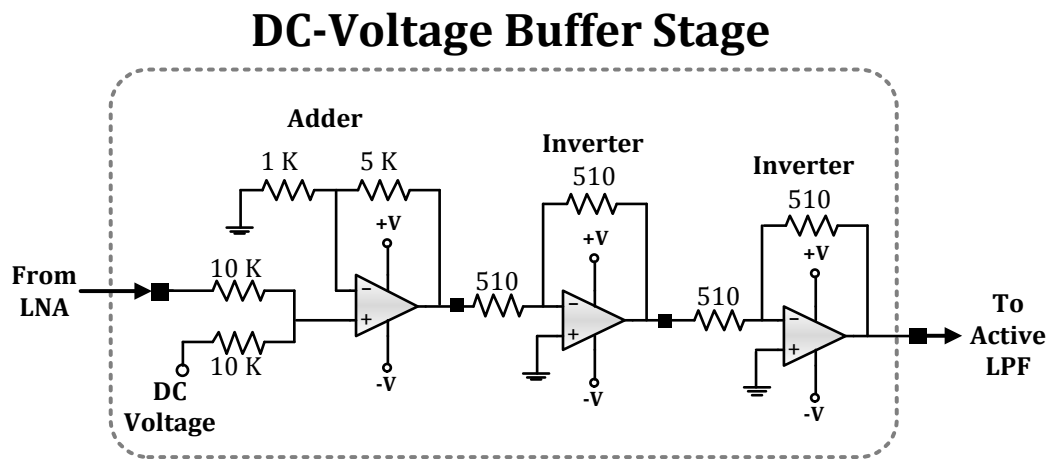 DC-Voltage Buffer Stage
Adder
1 K
5 K
+V
-
+
-V
From
LNA
10 K
10 K
DC
Voltage
Inverter
510
510
+V
-
+
-V
Inverter
510
510
+V
-
+
-V
To
Active
LPF